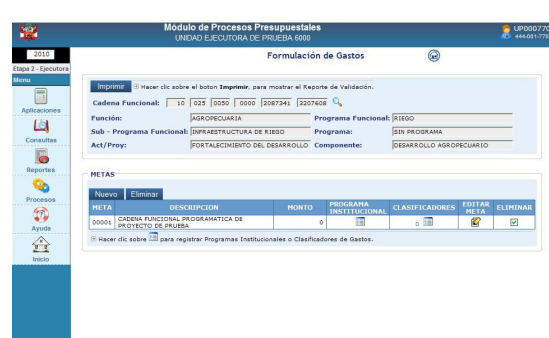 Módulo de Procesos Presupuestales
UNIDAD EJECUTORA DE PRUEBA 6000
UP000770
444-001-770
2010
Formulación de Gastos
Etapa 2 - Ejecutora
Menu
Aplicaciones
Consultas
Reportes
Procesos
Ayuda
Inicio
Imprimir Hacer clic sobre el boton Imprimir, para mostrar el Reporte de Validación.
Cadena Funcional: 10 025 0050 0000 2087341 3207608
Función: AGROPECUARIA Programa Funcional: RIEGO
Sub - Programa Funcional: INFRAESTRUCTURA DE RIEGO Programa: SIN PROGRAMA
Act/Proy: FORTALECIMIENTO DEL DESARROLLO Componente: DESARROLLO AGROPECUARIO
METAS
Nuevo Eliminar
META DESCRIPCION MONTO PROGRAMA INSTITUCIONAL CLASIFICADORES EDITAR META ELIMINAR
00001 CADENA FUNCIONAL PROGRAMATICA DE PROYECTO DE PRUEBA 0 0
Hacer clic sobre para registrar Programas Institucionales o Clasificadores de Gastos.